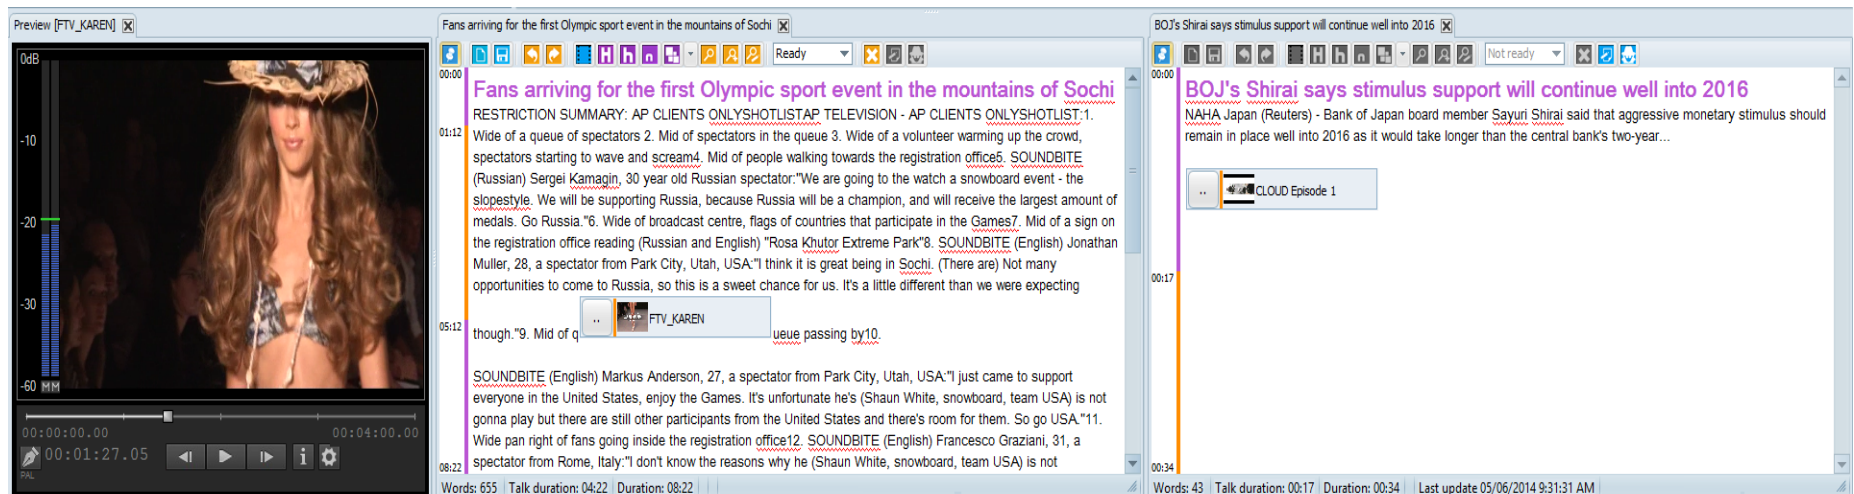 Preview [FTV_KAREN]
0dB
-10
-20
-30
-60 MM
00:00:00.00
00:04:00.00
00:01:27.05
PAL
Fans arriving for the first Olympic sport event in the mountains of Sochi
H h n
Ready
00:00
Fans arriving for the first Olympic sport event in the mountains of Sochi
RESTRICTION SUMMARY: AP CLIENTS ONLYSHOTLISTAP TELEVISION - AP CLIENTS ONLYSHOTLIST:1.
01:12
Wide of a queue of spectators 2. Mid of spectators in the queue 3. Wide of a volunteer warming up the crowd,
spectators starting to wave and scream4. Mid of people walking towards the registration office5. SOUNDBITE
(Russian) Sergei Kamagin, 30 year old Russian spectator:"We are going to the watch a snowboard event - the
slopestyle. We will be supporting Russia, because Russia will be a champion, and will receive the largest amount of
medals. Go Russia."6. Wide of broadcast centre, flags of countries that participate in the Games7. Mid of a sign on
the registration office reading (Russian and English) "Rosa Khutor Extreme Park"8. SOUNDBITE (English) Jonathan
Muller, 28, a spectator from Park City, Utah, USA:"I think it is great being in Sochi. (There are) Not many
opportunities to come to Russia, so this is a sweet chance for us. It's a little different than we were expecting
05:12
though."9. Mid of q .. FTV_KAREN ueue passing by10.
SOUNDBITE (English) Markus Anderson, 27, a spectator from Park City, Utah, USA:"I just came to support
everyone in the United States, enjoy the Games. It's unfortunate he's (Shaun White, snowboard, team USA) is not
gonna play but there are still other participants from the United States and there's room for them. So go USA."11.
Wide pan right of fans going inside the registration office12. SOUNDBITE (English) Francesco Graziani, 31, a
08:22
spectator from Rome, Italy:"I don't know the reasons why he (Shaun White, snowboard, team USA) is not
Words: 655 Talk duration: 04:22 Duration: 08:22
BOJ's Shirai says stimulus support will continue well into 2016
H h n
Not ready
00:00
BOJ's Shirai says stimulus support will continue well into 2016
NAHA Japan (Reuters) - Bank of Japan board member Sayuri Shirai said that aggressive monetary stimulus should
remain in place well into 2016 as it would take longer than the central bank's two-year...
.. CLOUD Episode 1
00:17
00:34
Words: 43 Talk duration: 00:17 Duration: 00:34 Last update 05/06/2014 9:31:31 AM